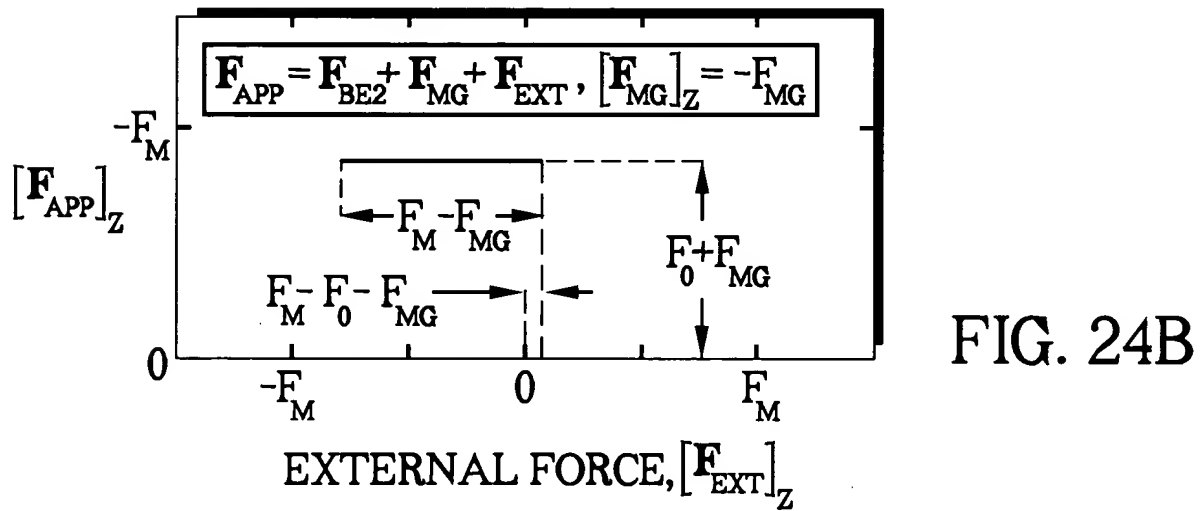 F_APP = F_BE2 + F_MG + F_EXT , [F_MG]_Z = -F_MG
-F_M
[F_APP]_Z
F_M - F_MG
F_0 + F_MG
F_M - F_0 - F_MG
0
-F_M 0 F_M
EXTERNAL FORCE, [F_EXT]_Z
FIG. 24B